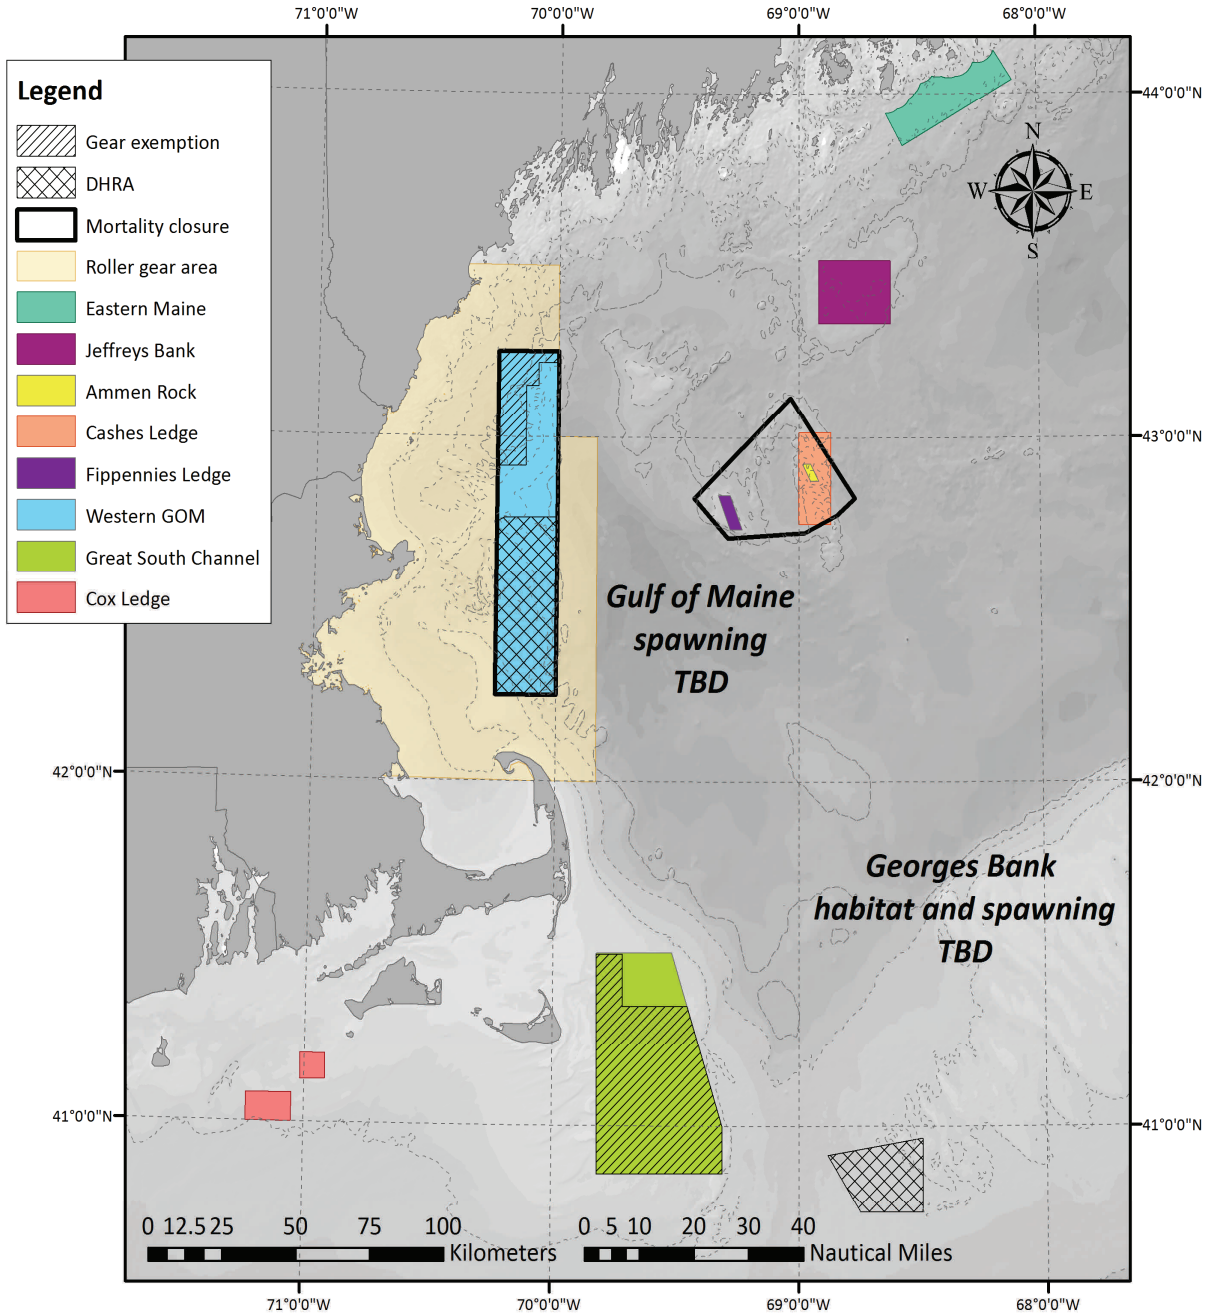 71°0'0"W 70°0'0"W 69°0'0"W 68°0'0"W
Legend
Gear exemption
DHRA
Mortality closure
Roller gear area
Eastern Maine
Jeffreys Bank
Ammen Rock
Cashes Ledge
Fippennies Ledge
Western GOM
Great South Channel
Cox Ledge
44°0'0"N
N
W E
S
43°0'0"N
Gulf of Maine
spawning
TBD
42°0'0"N 42°0'0"N
Georges Bank
habitat and spawning
TBD
41°0'0"N 41°0'0"N
0 12.5 25 50 75 100
Kilometers
0 5 10 20 30 40
Nautical Miles
71°0'0"W 70°0'0"W 69°0'0"W 68°0'0"W